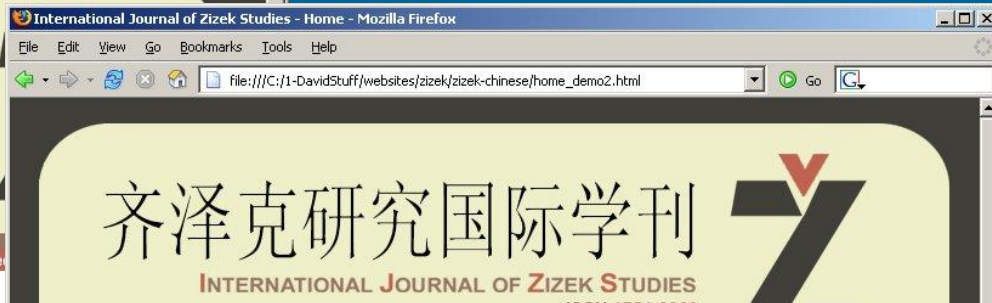 International Journal of Zizek Studies - Home - Mozilla Firefox
File Edit View Go Bookmarks Tools Help
file:///C:/1-DavidStuff/websites/zizek/zizek-chinese/home_demo2.html Go G
齐泽克研究国际学刊
INTERNATIONAL JOURNAL OF ZIZEK STUDIES